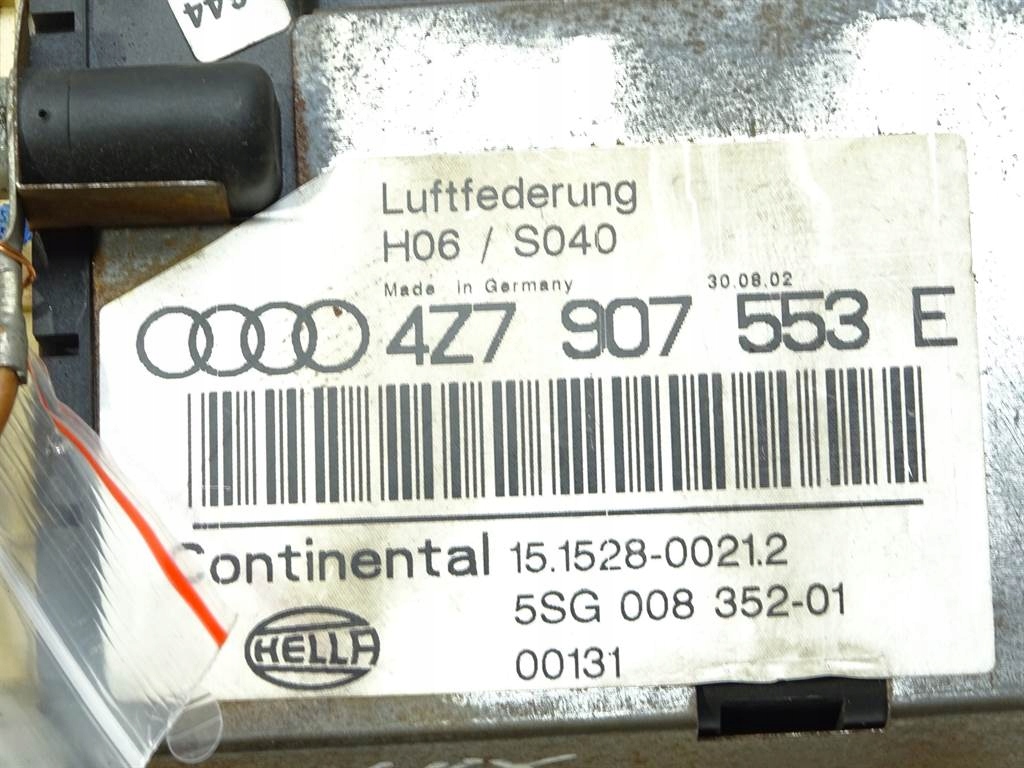 Luftfederung
H06 / S040
Made in Germany 30.08.02
4Z7 907 553 E
Continental 15.1528-0021.2
HELLA 5SG 008 352-01
00131